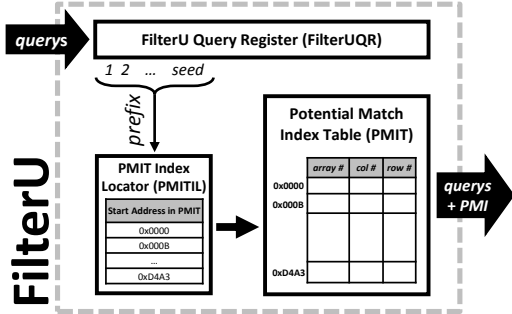 querys
FilterU Query Register (FilterUQR)
1 2 ... seed
prefix
FilterU
PMIT Index
Locator (PMITIL)
Start Address in PMIT
0x0000
0x000B
...
0xD4A3
Potential Match
Index Table (PMIT)
array # col # row #
0x0000
0x000B
0xD4A3
querys
+ PMI